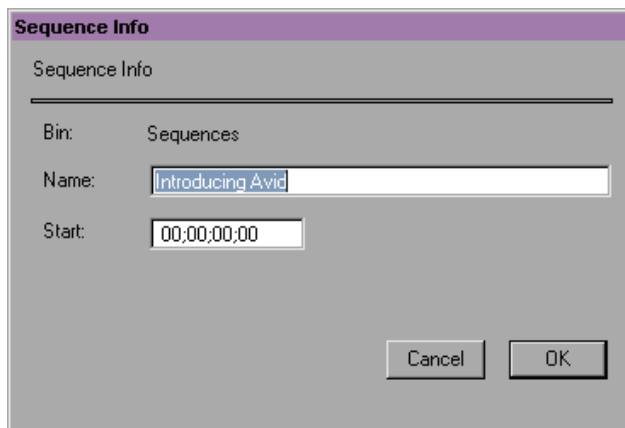 Sequence Info
Sequence Info
Bin: Sequences
Name: Introducing Avid
Start: 00;00;00;00
Cancel OK